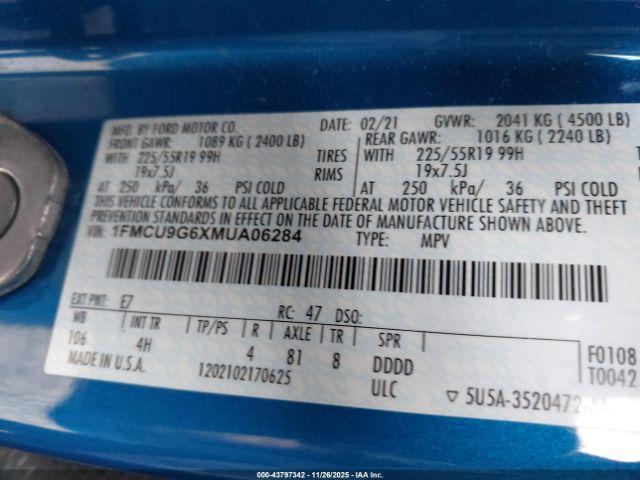 MFD. BY FORD MOTOR CO. DATE: 02/21 GVWR: 2041 KG ( 4500 LB)
FRONT GAWR: 1089 KG ( 2400 LB) REAR GAWR: 1016 KG ( 2240 LB)
WITH 225/55R19 99H TIRES WITH 225/55R19 99H
19x7.5J RIMS 19x7.5J
AT 250 kPa/ 36 PSI COLD AT 250 kPa/ 36 PSI COLD
THIS VEHICLE CONFORMS TO ALL APPLICABLE FEDERAL MOTOR VEHICLE SAFETY AND THEFT
PREVENTION STANDARDS IN EFFECT ON THE DATE OF MANUFACTURE SHOWN ABOVE.
VIN: 1FMCU9G6XMUA06284 TYPE: MPV
EXT PNT: E7 RC: 47 DSO:
WB INT TR TP/PS R AXLE TR SPR
106 4H 4 81 8 DDDD F0108
MADE IN U.S.A. 1202102170625 ULC T0042
▽ 5U5A-3520472-AA
000-43797342 11/26/2025 IAA Inc.